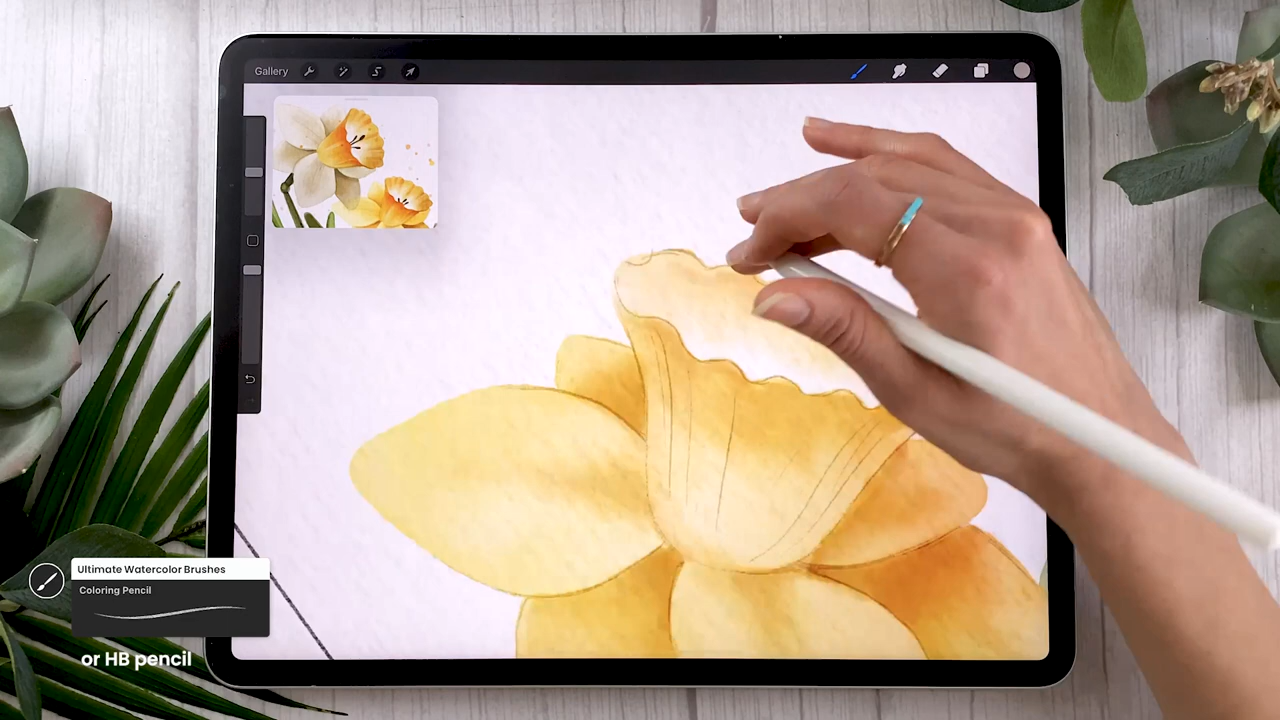 Gallery
Ultimate Watercolor Brushes
Coloring Pencil
or HB pencil